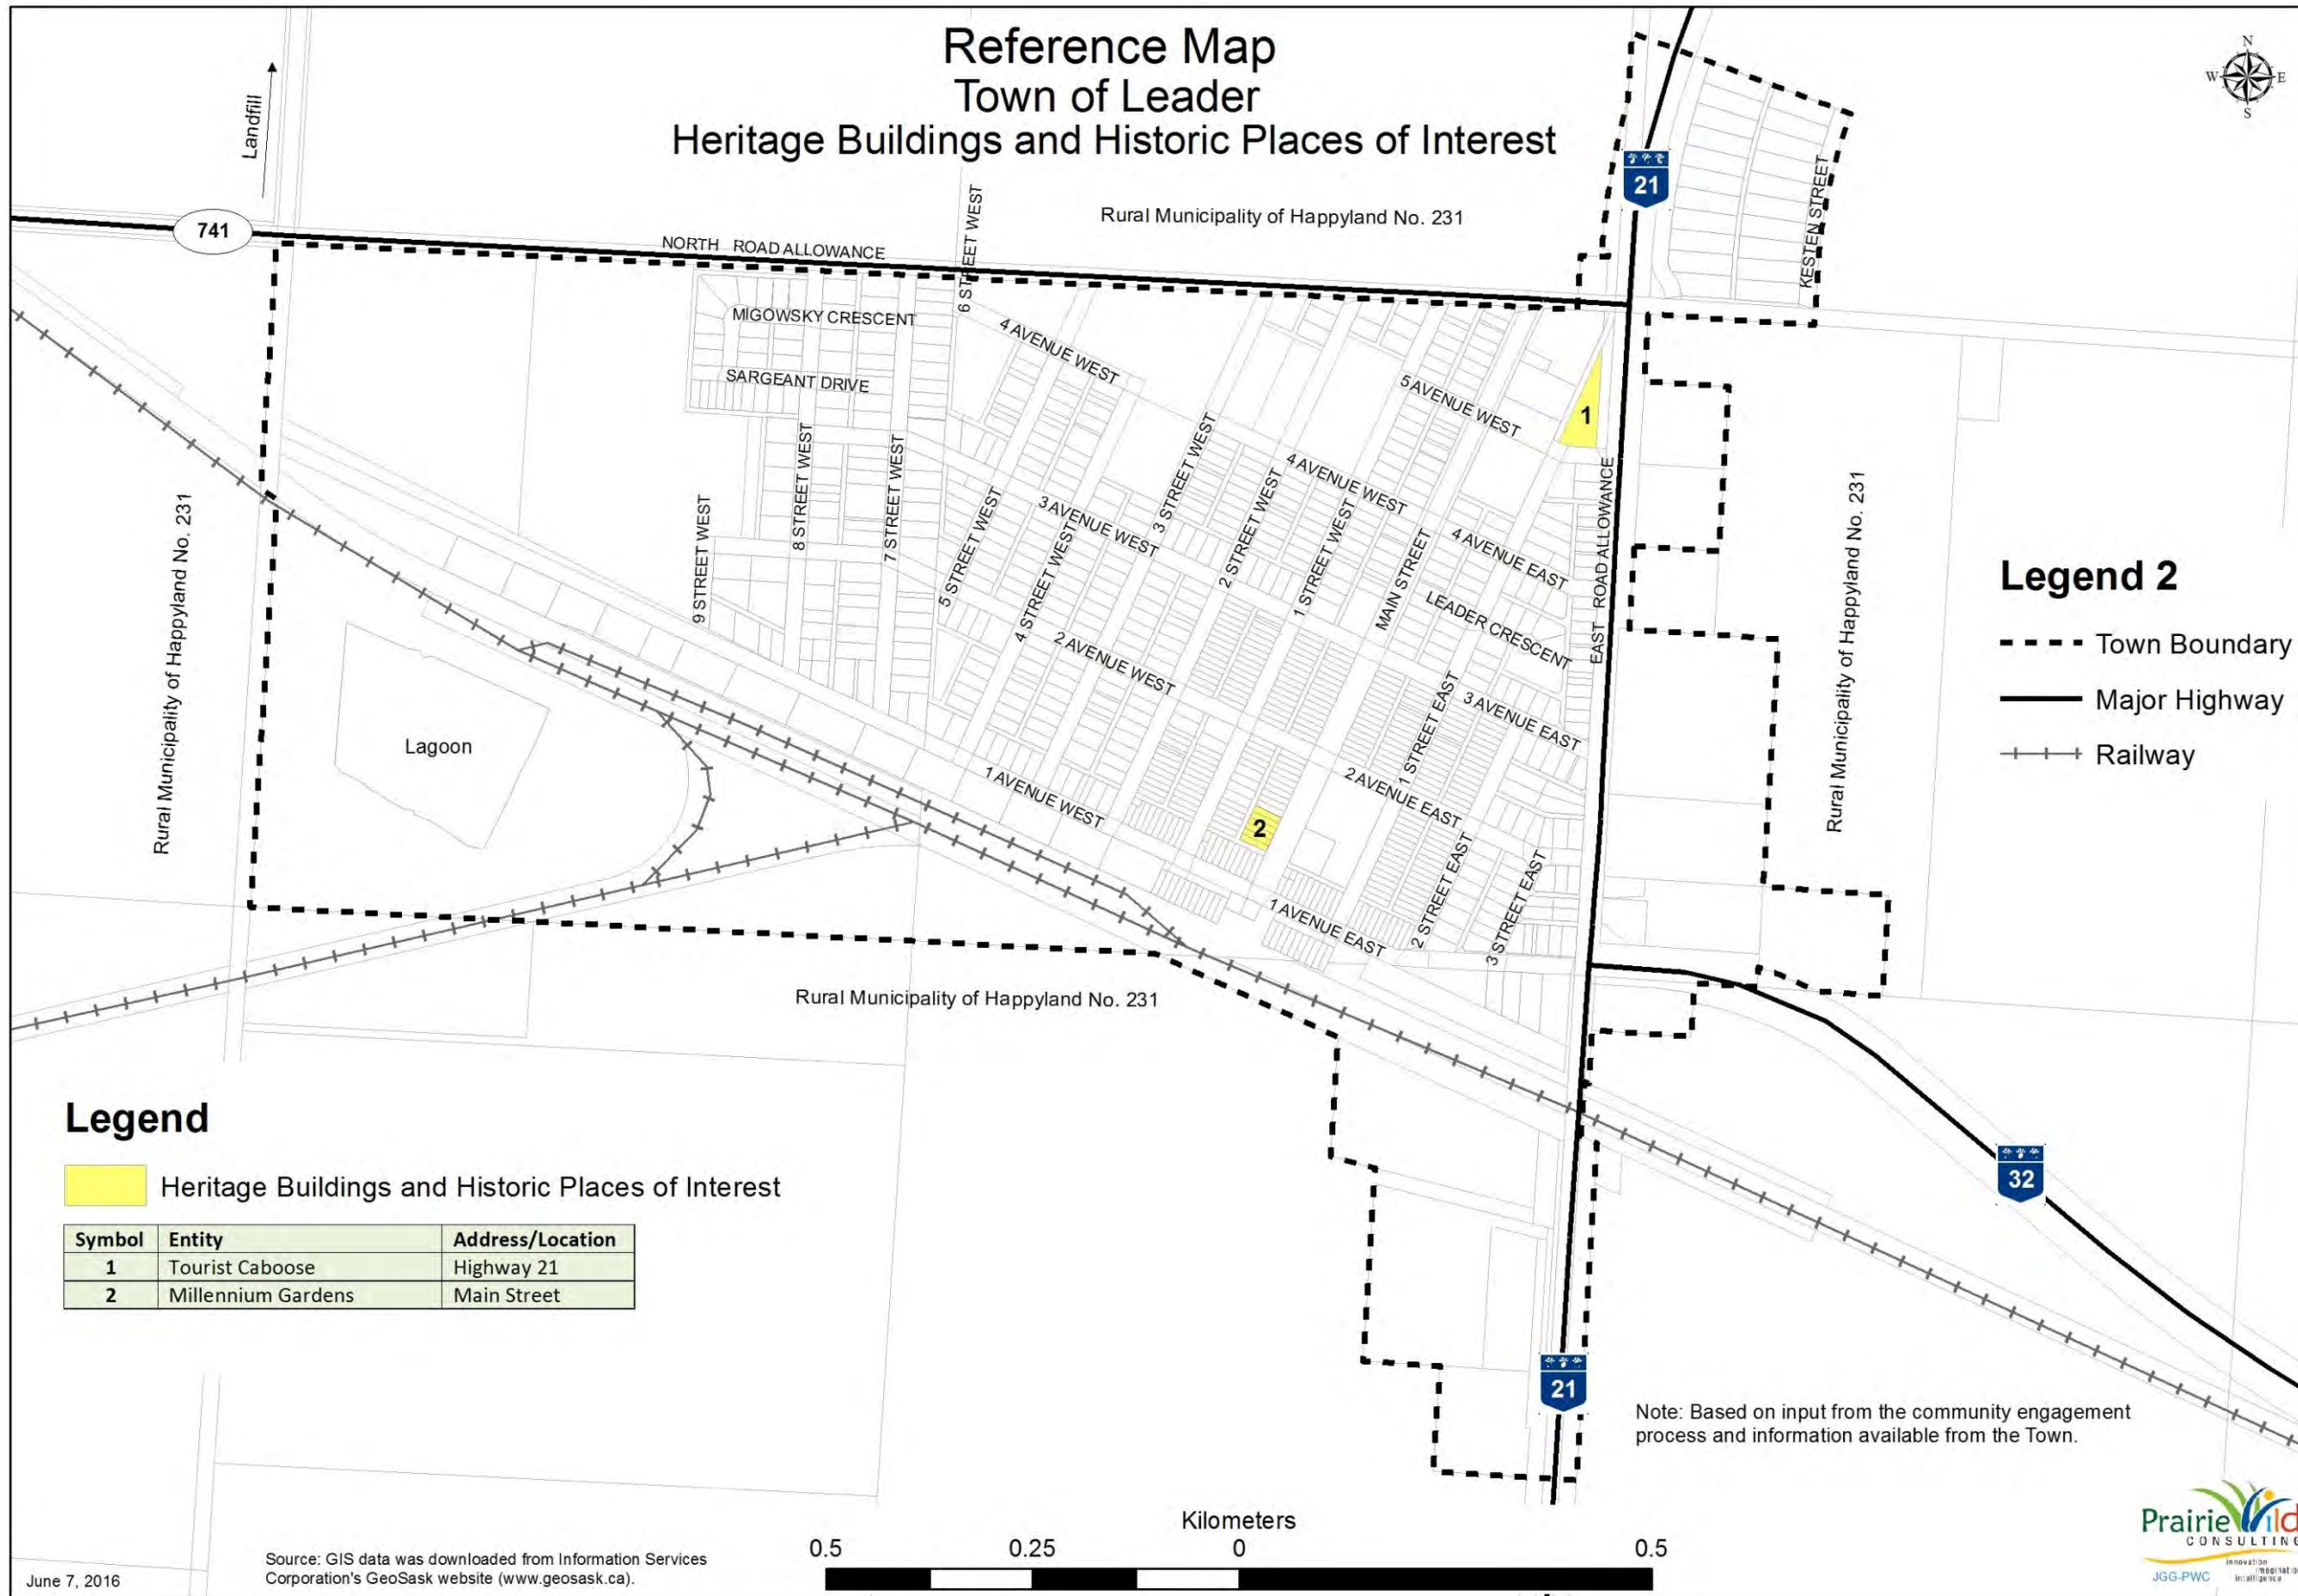 Reference Map
Town of Leader
Heritage Buildings and Historic Places of Interest
N
W
E
S
Landfill
21
741
NORTH ROAD ALLOWANCE
6 STREET WEST
Rural Municipality of Happyland No. 231
KESTEN STREET
MIGOWSKY CRESCENT
4 AVENUE WEST
SARGEANT DRIVE
5 AVENUE WEST
1
8 STREET WEST
7 STREET WEST
3 STREET WEST
4 AVENUE WEST
9 STREET WEST
5 STREET WEST
3 AVENUE WEST
4 STREET WEST
2 STREET WEST
1 STREET WEST
MAIN STREET
4 AVENUE EAST
EAST ROAD ALLOWANCE
LEADER CRESCENT
Rural Municipality of Happyland No. 231
Rural Municipality of Happyland No. 231
2 AVENUE WEST
1 STREET EAST
3 AVENUE EAST
Lagoon
1 AVENUE WEST
2 AVENUE EAST
2
2 STREET EAST
3 STREET EAST
1 AVENUE EAST
Rural Municipality of Happyland No. 231
Legend 2
Town Boundary
Major Highway
Railway
32
21
Legend
Heritage Buildings and Historic Places of Interest
Symbol Entity Address/Location
1 Tourist Caboose Highway 21
2 Millennium Gardens Main Street
Note: Based on input from the community engagement
process and information available from the Town.
Kilometers
0.5 0.25 0 0.5
Source: GIS data was downloaded from Information Services
Corporation's GeoSask website (www.geosask.ca).
June 7, 2016
Prairie Wild
CONSULTING
innovation
imagination
intelligence
JGG-PWC